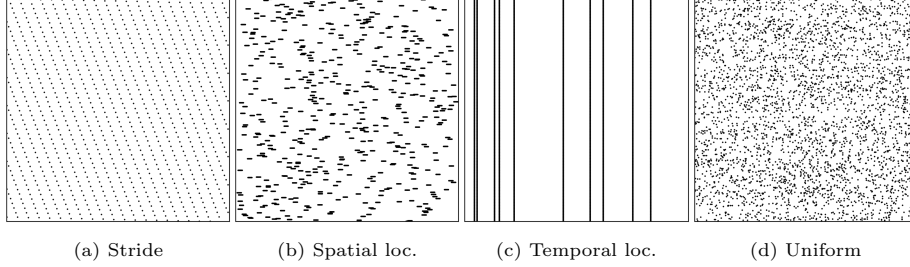 (a) Stride
(b) Spatial loc.
(c) Temporal loc.
(d) Uniform